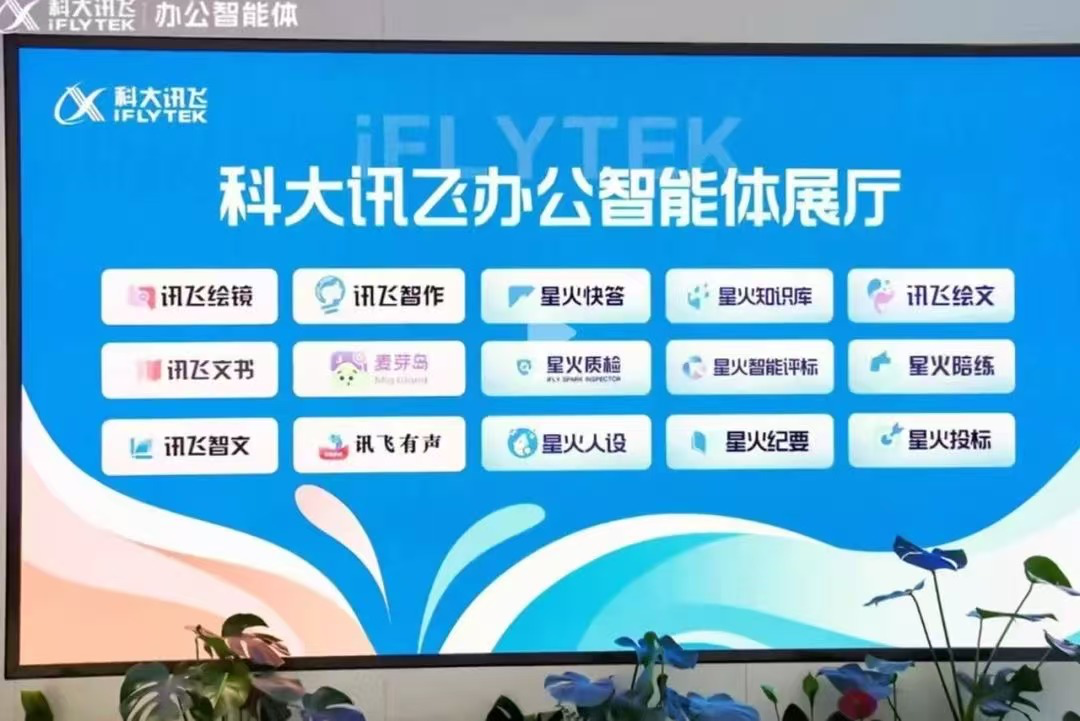 科大讯飞
iFLYTEK
办公智能体
科大讯飞
iFLYTEK
iFLYTEK
科大讯飞办公智能体展厅
讯飞绘镜 讯飞智作 星火快答 星火知识库 讯飞绘文
讯飞文书 麦芽岛 星火质检 星火智能评标 星火陪练
iFLY SPARK INSPECTOR
讯飞智文 讯飞有声 星火人设 星火纪要 星火投标